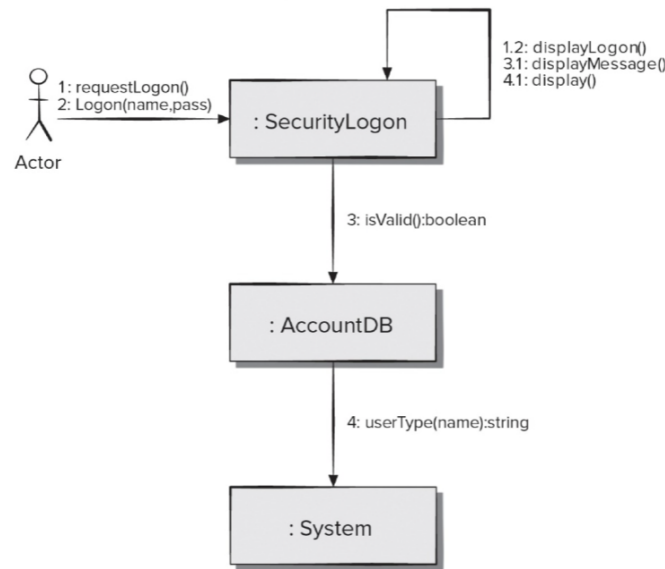 1.2: displayLogon()
3.1: displayMessage()
4.1: display()
1: requestLogon()
2: Logon(name,pass)
: SecurityLogon
Actor
3: isValid():boolean
: AccountDB
4: userType(name):string
: System